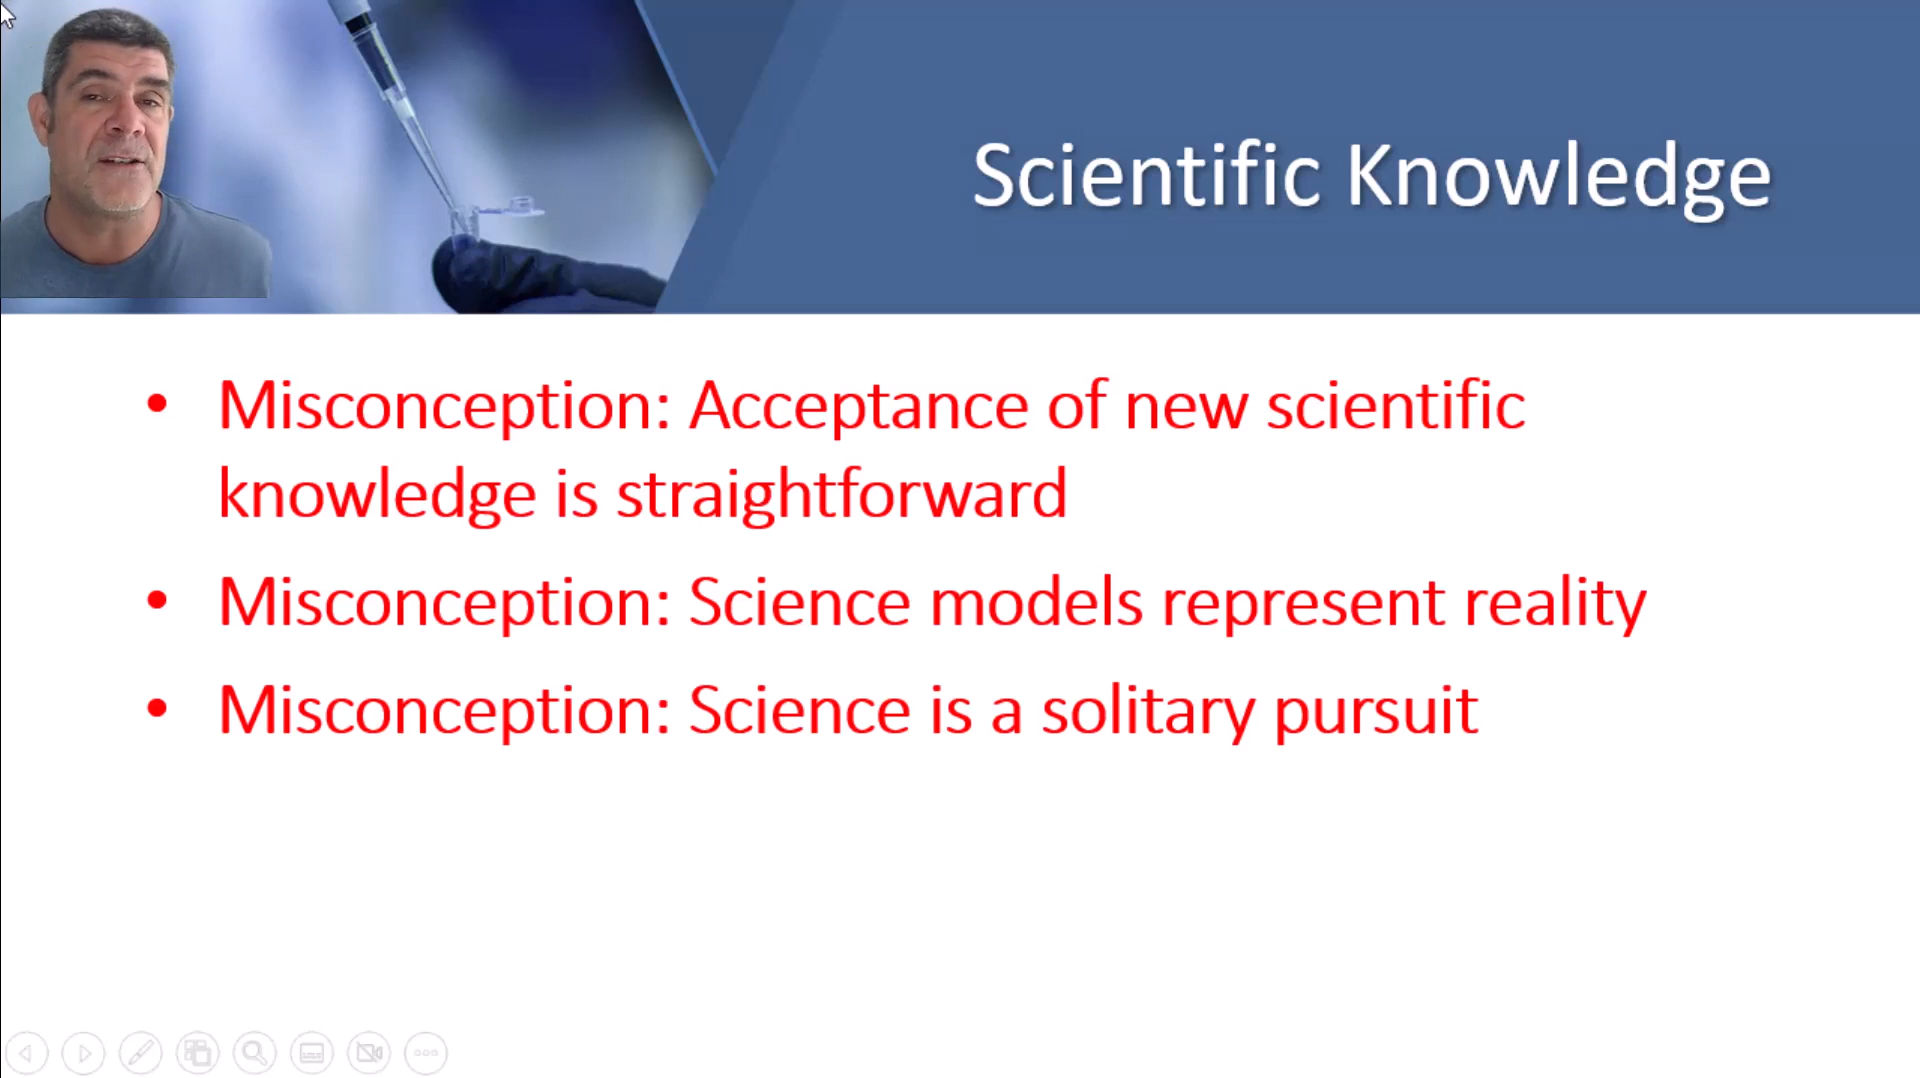 Scientific Knowledge
• Misconception: Acceptance of new scientific
knowledge is straightforward
• Misconception: Science models represent reality
• Misconception: Science is a solitary pursuit